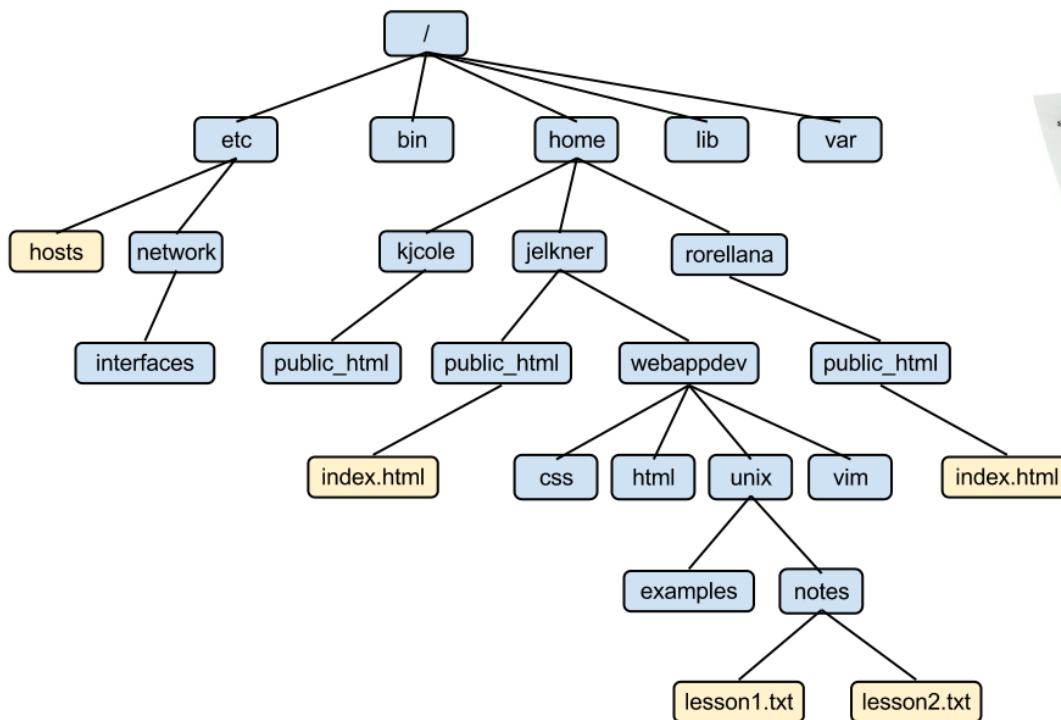 /
etc bin home lib var
hosts network kjcole jelkner rorellana
interfaces public_html public_html webappdev public_html
index.html css html unix vim index.html
examples notes
lesson1.txt lesson2.txt